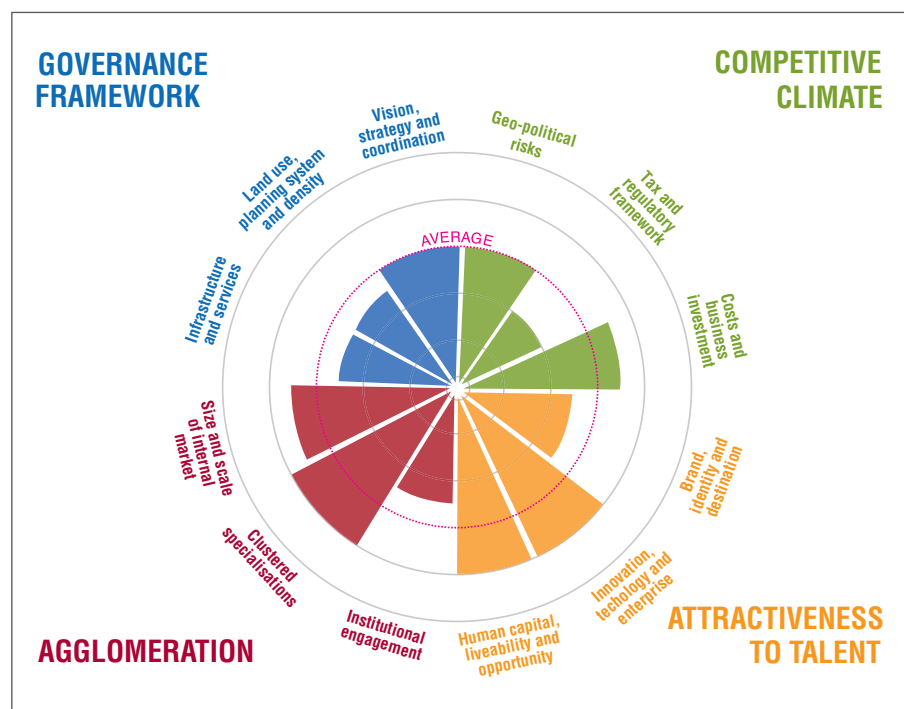 GOVERNANCE
FRAMEWORK
COMPETITIVE
CLIMATE
Vision,
strategy and
coordination
Geo-political
risks
Land use,
planning system
and density
Tax and
regulatory
framework
AVERAGE
Infrastructure
and services
Costs and
business
investment
Size and scale
of internal
market
Brand,
identity and
destination
Clustered
specialisations
Innovation,
techology and
enterprise
Institutional
engagement
Human capital,
liveability and
opportunity
AGGLOMERATION
ATTRACTIVENESS
TO TALENT